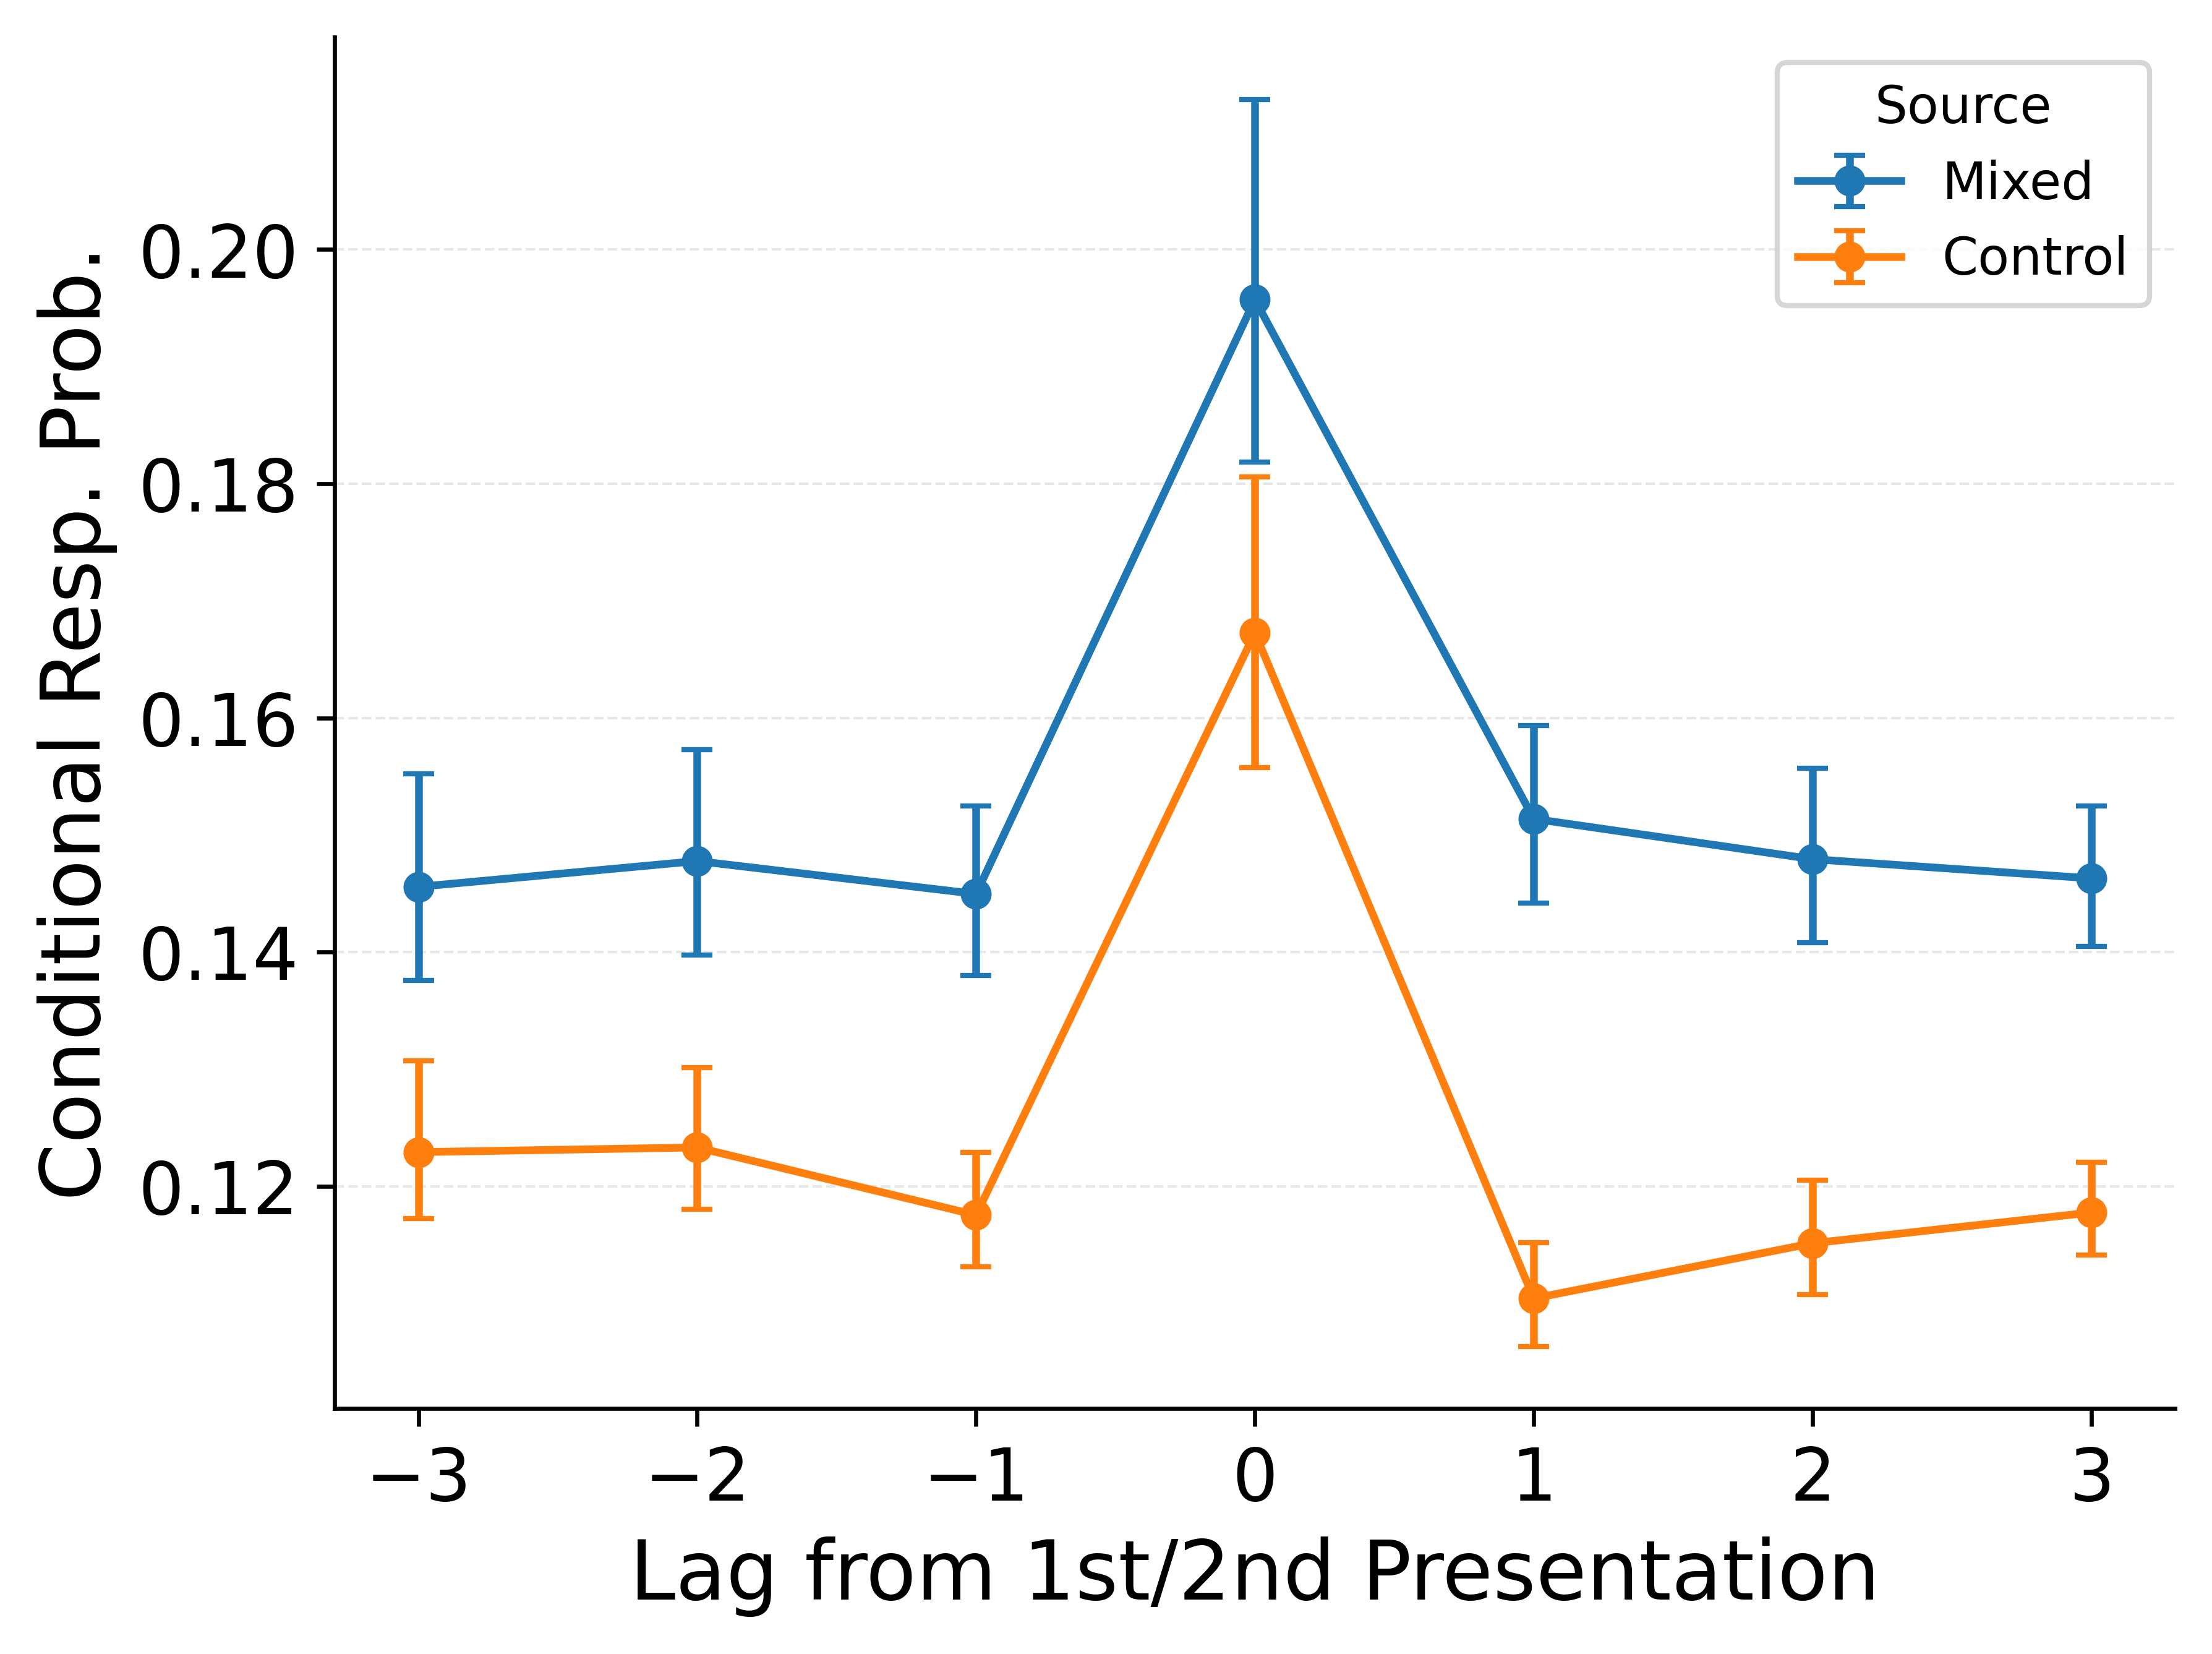 Conditional Resp. Prob.
0.20
0.18
0.16
0.14
0.12
Source
Mixed
Control
−3 −2 −1 0 1 2 3
Lag from 1st/2nd Presentation